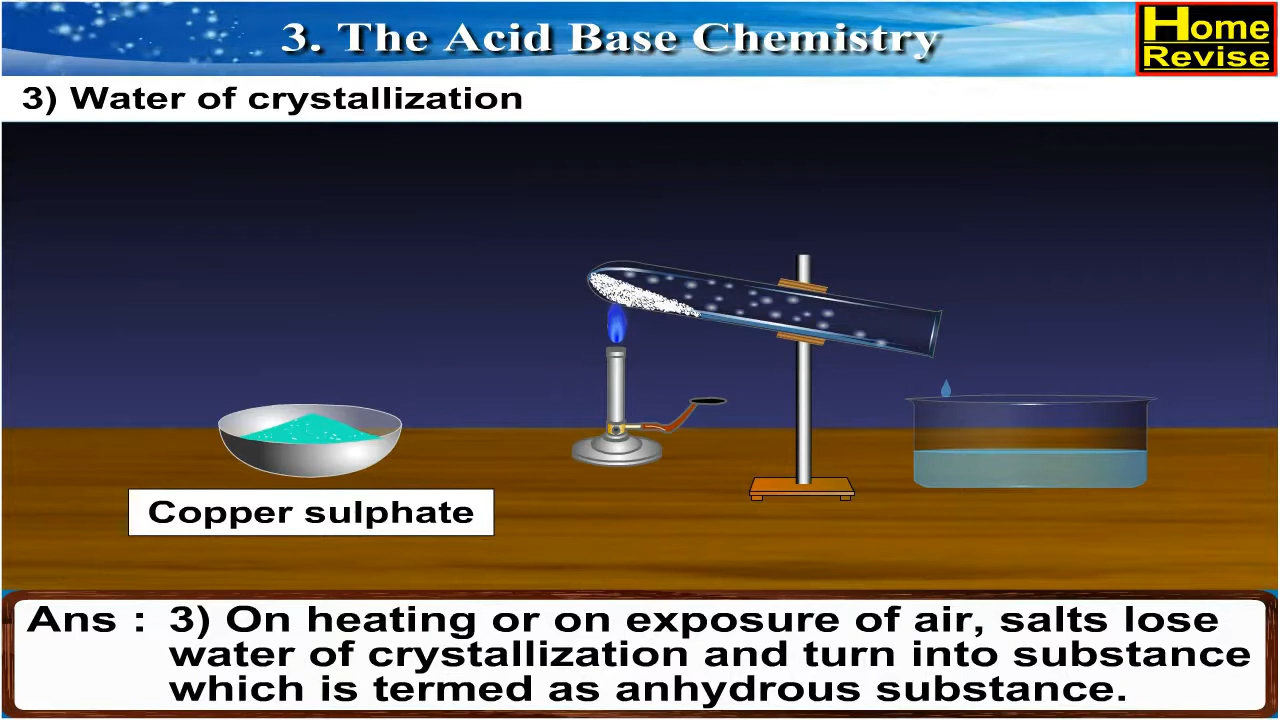 3. The Acid Base Chemistry
Home
Revise
3) Water of crystallization
Copper sulphate
Ans : 3) On heating or on exposure of air, salts lose
water of crystallization and turn into substance
which is termed as anhydrous substance.